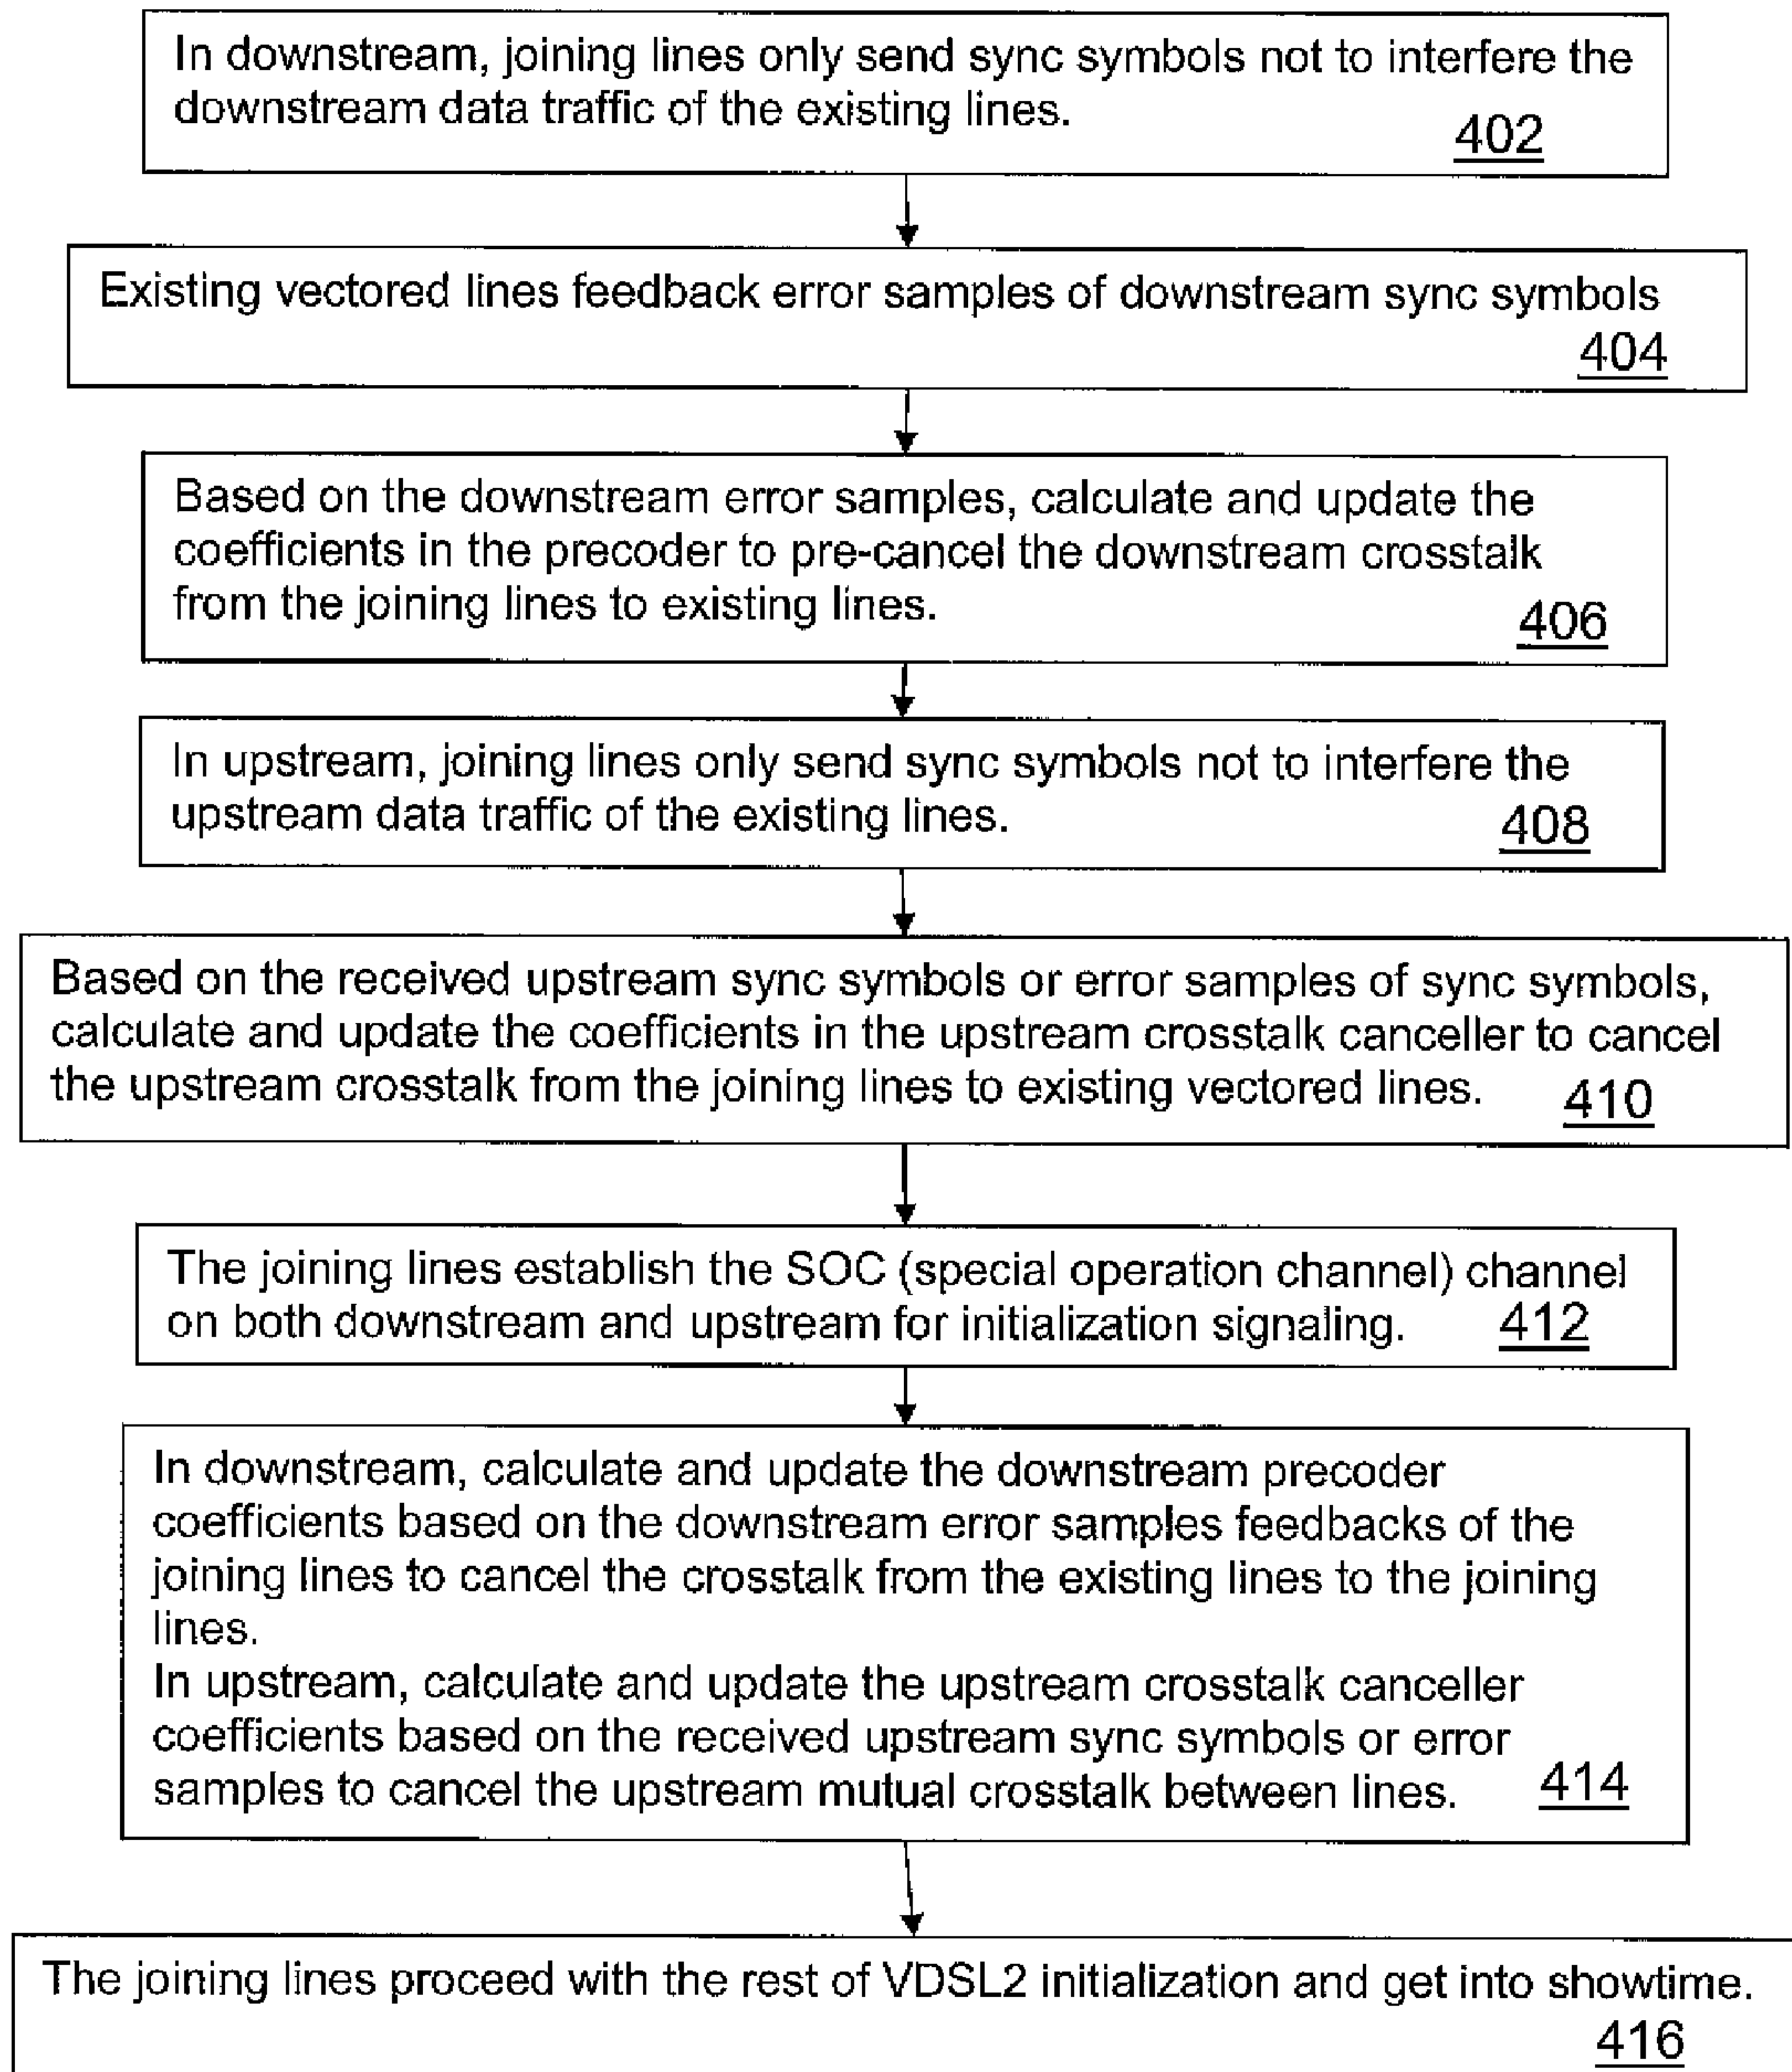 In downstream, joining lines only send sync symbols not to interfere the
downstream data traffic of the existing lines.
402
Existing vectored lines feedback error samples of downstream sync symbols
404
Based on the downstream error samples, calculate and update the
coefficients in the precoder to pre-cancel the downstream crosstalk
from the joining lines to existing lines.
406
In upstream, joining lines only send sync symbols not to interfere the
upstream data traffic of the existing lines.
408
Based on the received upstream sync symbols or error samples of sync symbols,
calculate and update the coefficients in the upstream crosstalk canceller to cancel
the upstream crosstalk from the joining lines to existing vectored lines.
410
The joining lines establish the SOC (special operation channel) channel
on both downstream and upstream for initialization signaling.
412
In downstream, calculate and update the downstream precoder
coefficients based on the downstream error samples feedbacks of the
joining lines to cancel the crosstalk from the existing lines to the joining
lines.
In upstream, calculate and update the upstream crosstalk canceller
coefficients based on the received upstream sync symbols or error
samples to cancel the upstream mutual crosstalk between lines.
414
The joining lines proceed with the rest of VDSL2 initialization and get into showtime.
416